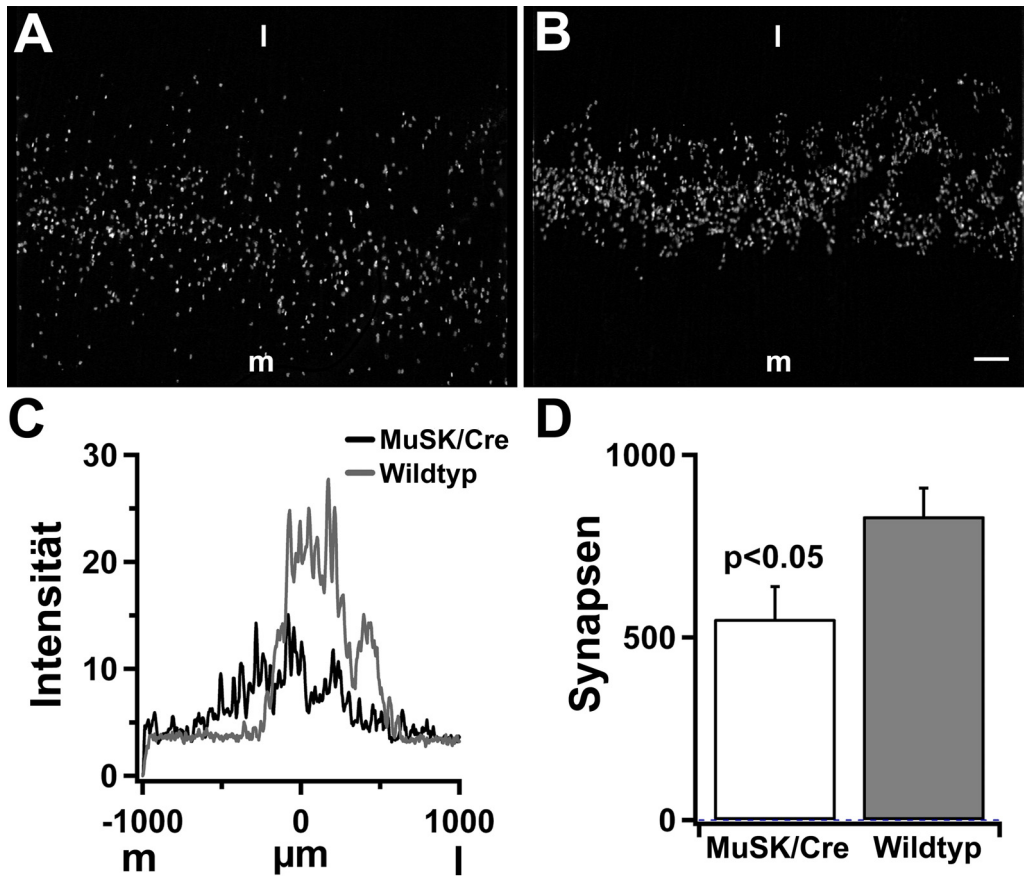 A
l
m
B
l
m
C
MuSK/Cre
Wildtyp
Intensität
30
20
10
0
-1000
0
1000
m
µm
l
D
Synapsen
1000
500
0
p<0.05
MuSK/Cre
Wildtyp